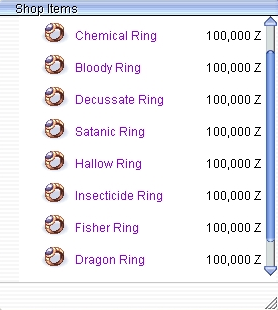 Shop Items
Chemical Ring 100,000 Z
Bloody Ring 100,000 Z
Decussate Ring 100,000 Z
Satanic Ring 100,000 Z
Hallow Ring 100,000 Z
Insecticide Ring 100,000 Z
Fisher Ring 100,000 Z
Dragon Ring 100,000 Z